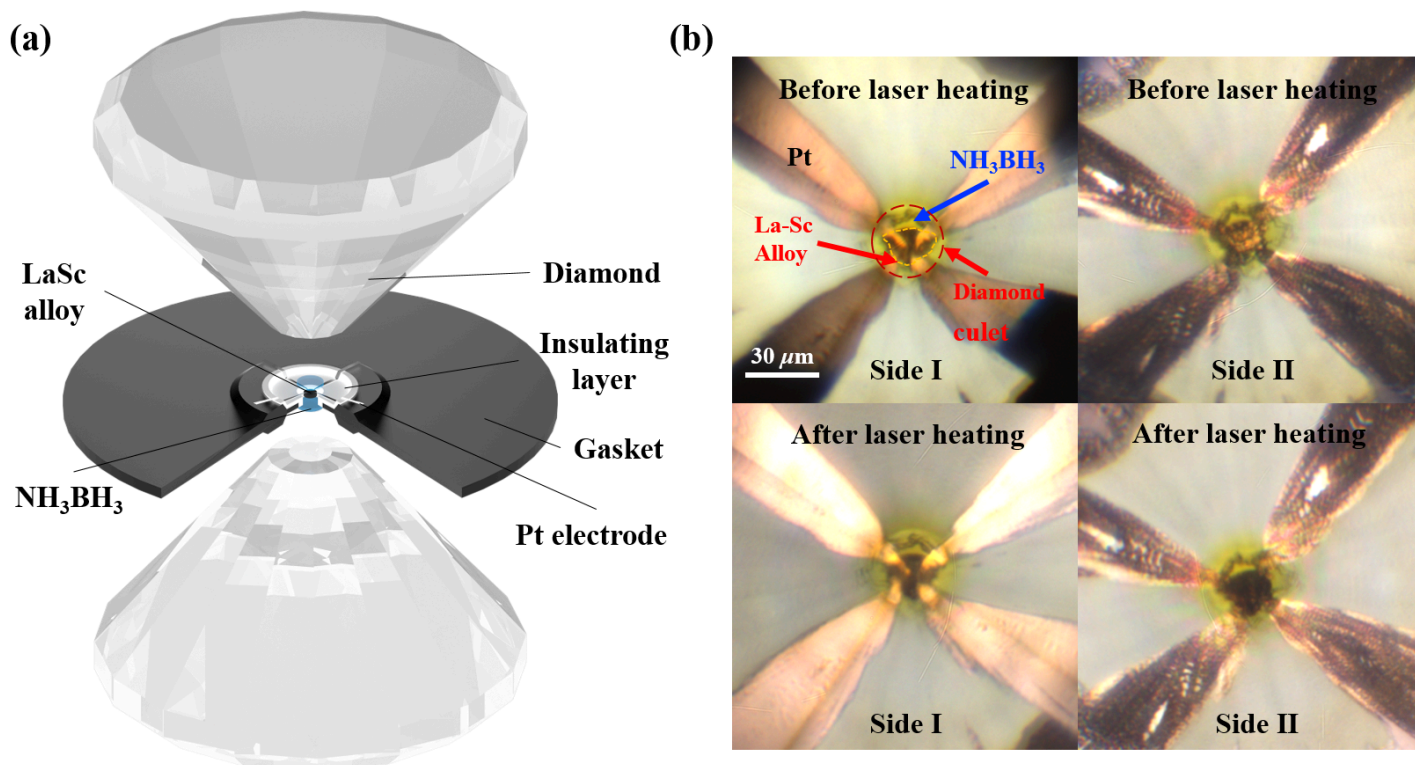 (a)
LaSc
alloy
NH₃BH₃
Diamond
Insulating
layer
Gasket
Pt electrode
(b)
Before laser heating
Pt
NH₃BH₃
La-Sc
Alloy
Diamond
culet
30 μm
Side I
Before laser heating
Side II
After laser heating
Side I
After laser heating
Side II